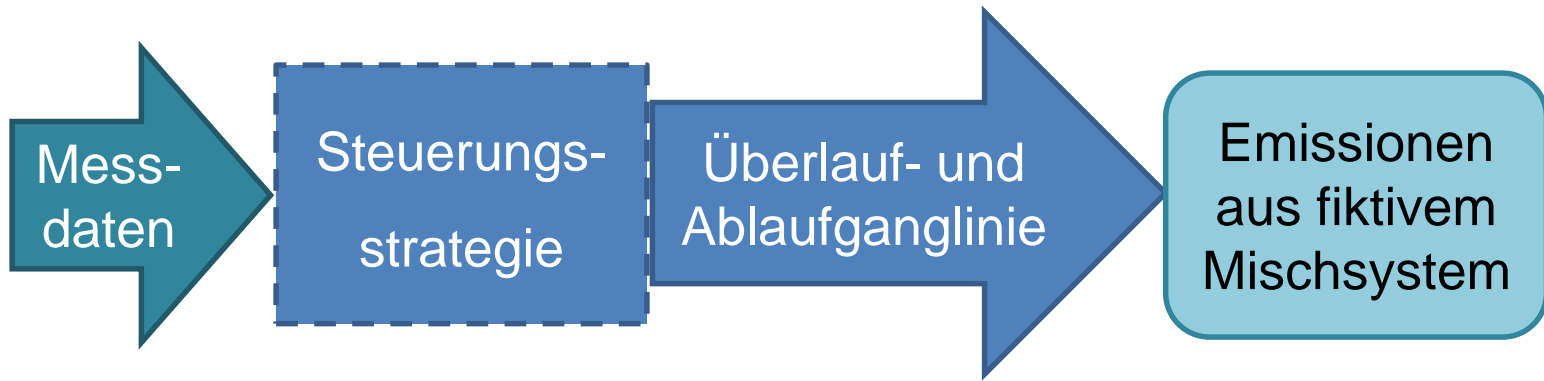 Mess-
daten
Steuerungs-
strategie
Überlauf- und
Ablaufganglinie
Emissionen
aus fiktivem
Mischsystem